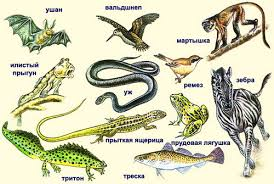 ушан
вальдшнеп
мартышка
илистый
прыгун
уж
ремез
зебра
прыткая ящерица
прудовая лягушка
тритон
треска